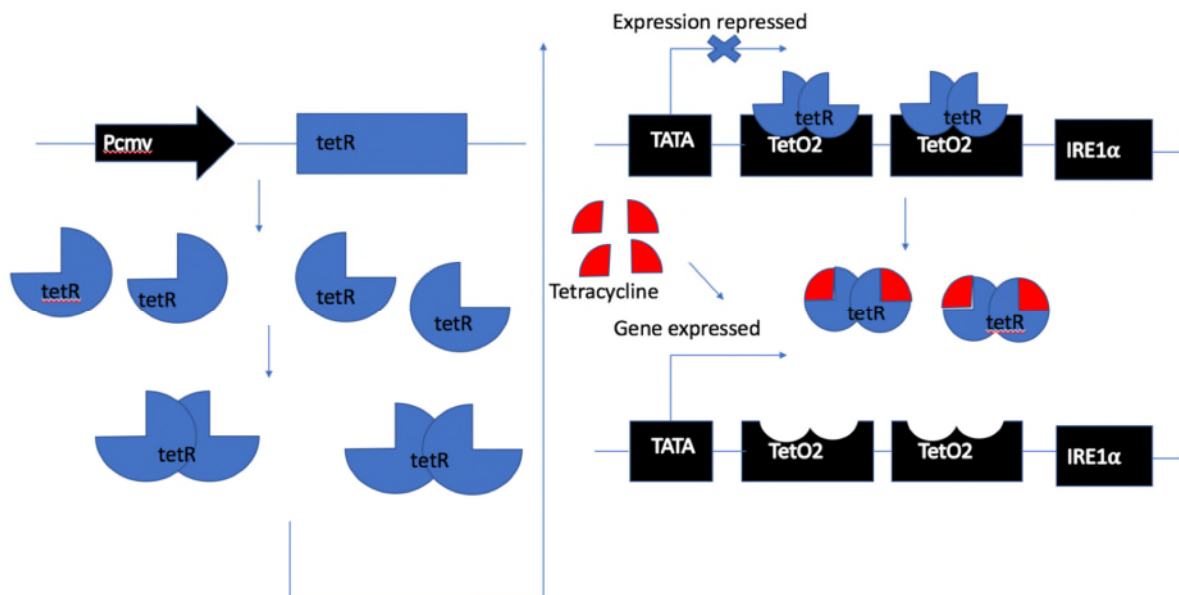 Pcmv
tetR
tetR
tetR
tetR
tetR
tetR
tetR
Expression repressed
tetR
tetR
TATA
TetO2
TetO2
IRE1α
Tetracycline
tetR
tetR
Gene expressed
TATA
TetO2
TetO2
IRE1α